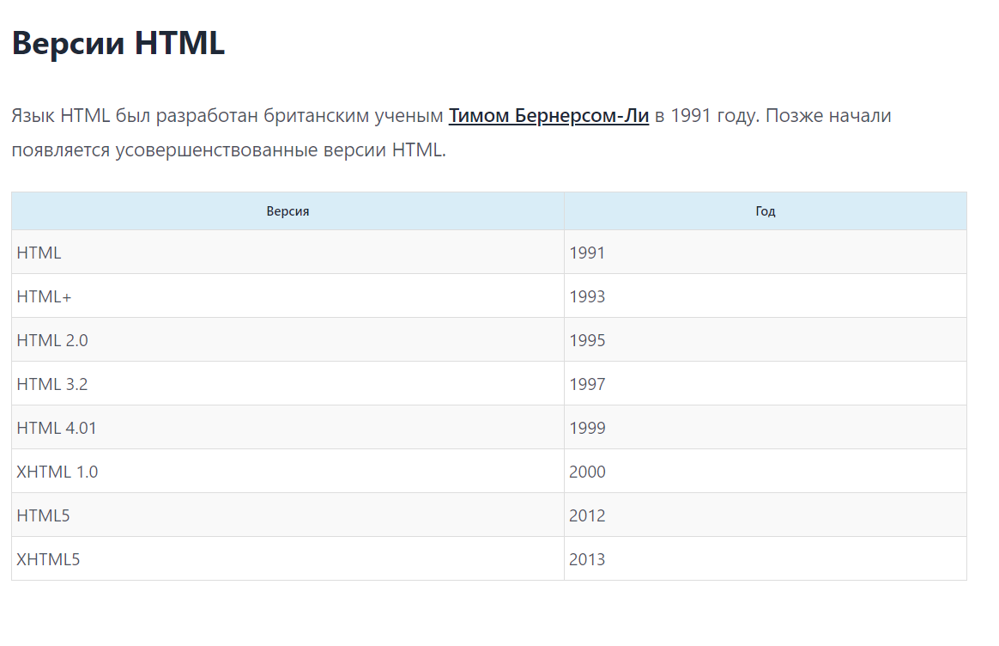 Версии HTML
Язык HTML был разработан британским ученым Тимом Бернерсом-Ли в 1991 году. Позже начали
появляется усовершенствованные версии HTML.
Версия Год
HTML 1991
HTML+ 1993
HTML 2.0 1995
HTML 3.2 1997
HTML 4.01 1999
XHTML 1.0 2000
HTML5 2012
XHTML5 2013